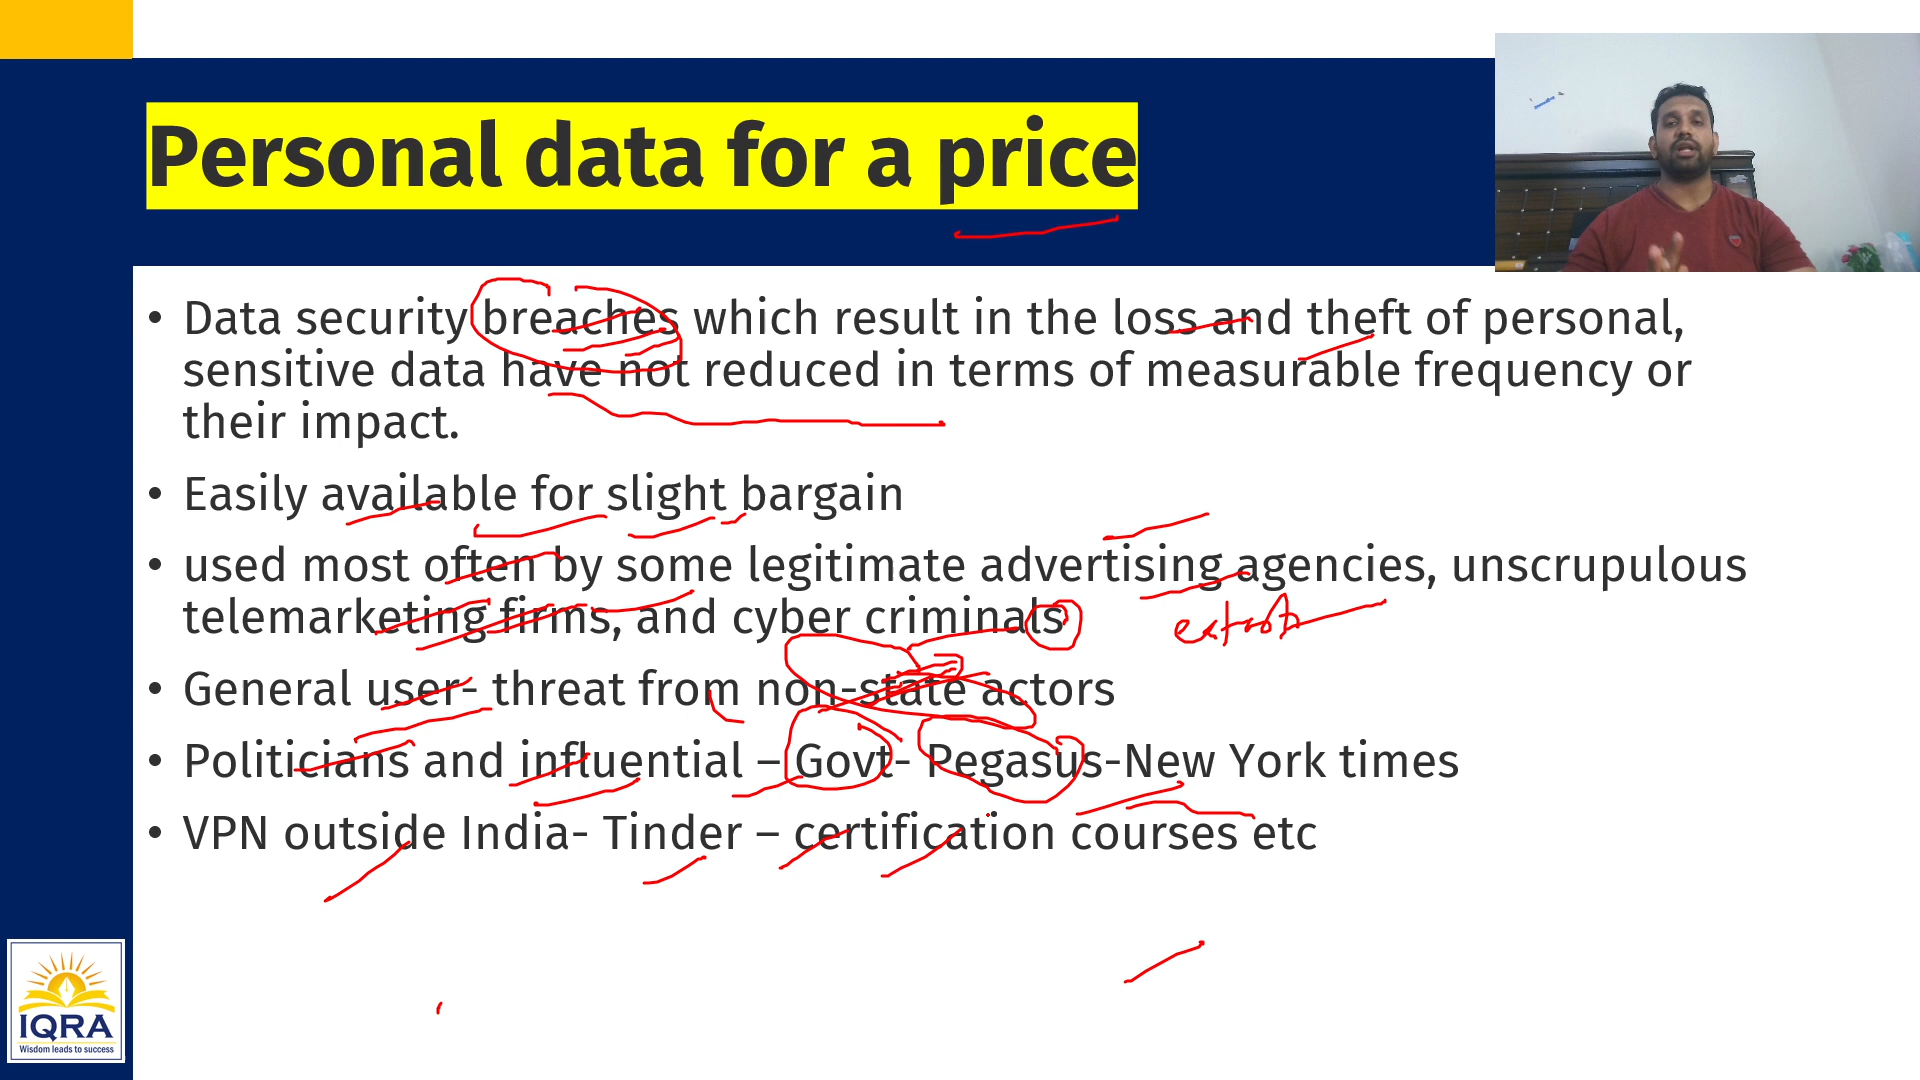 Personal data for a price
• Data security breaches which result in the loss and theft of personal,
sensitive data have not reduced in terms of measurable frequency or
their impact.
• Easily available for slight bargain
• used most often by some legitimate advertising agencies, unscrupulous
telemarketing firms, and cyber criminals
• General user- threat from non-state actors
• Politicians and influential – Govt- Pegasus-New York times
• VPN outside India- Tinder – certification courses etc
IQRA
Wisdom leads to success